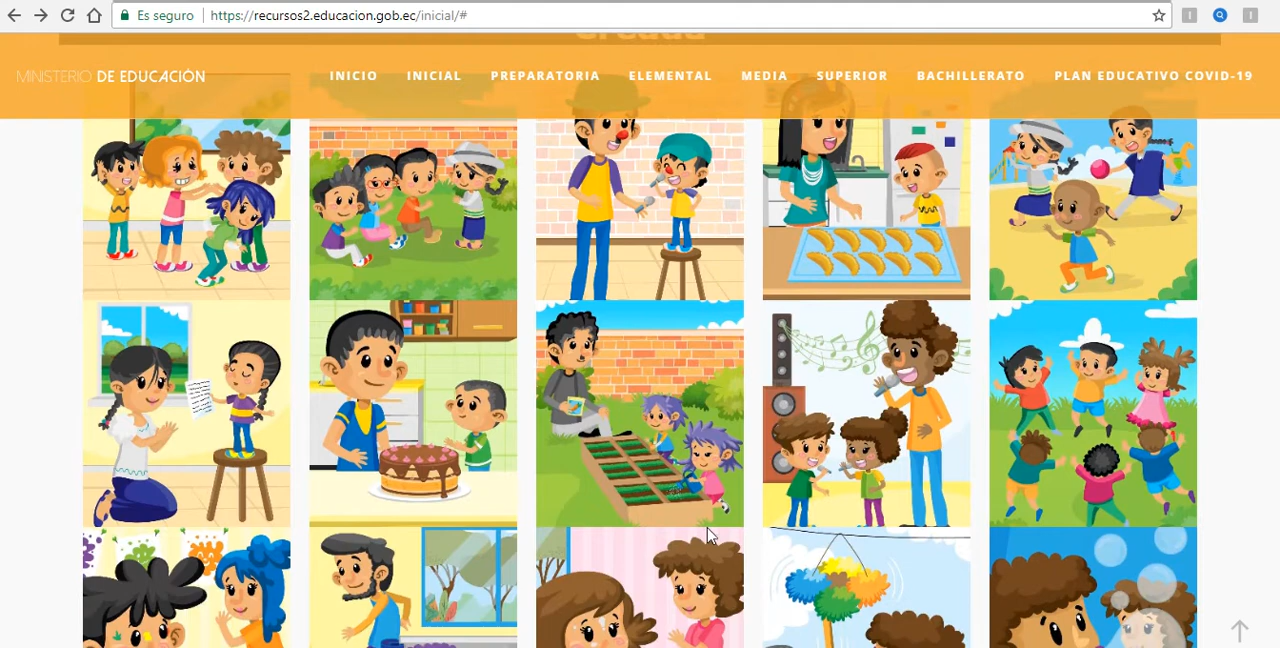 Es seguro https://recursos2.educacion.gob.ec/inicial/#
Creada
MINISTERIO DE EDUCACIÓN INICIO INICIAL PREPARATORIA ELEMENTAL MEDIA SUPERIOR BACHILLERATO PLAN EDUCATIVO COVID-19